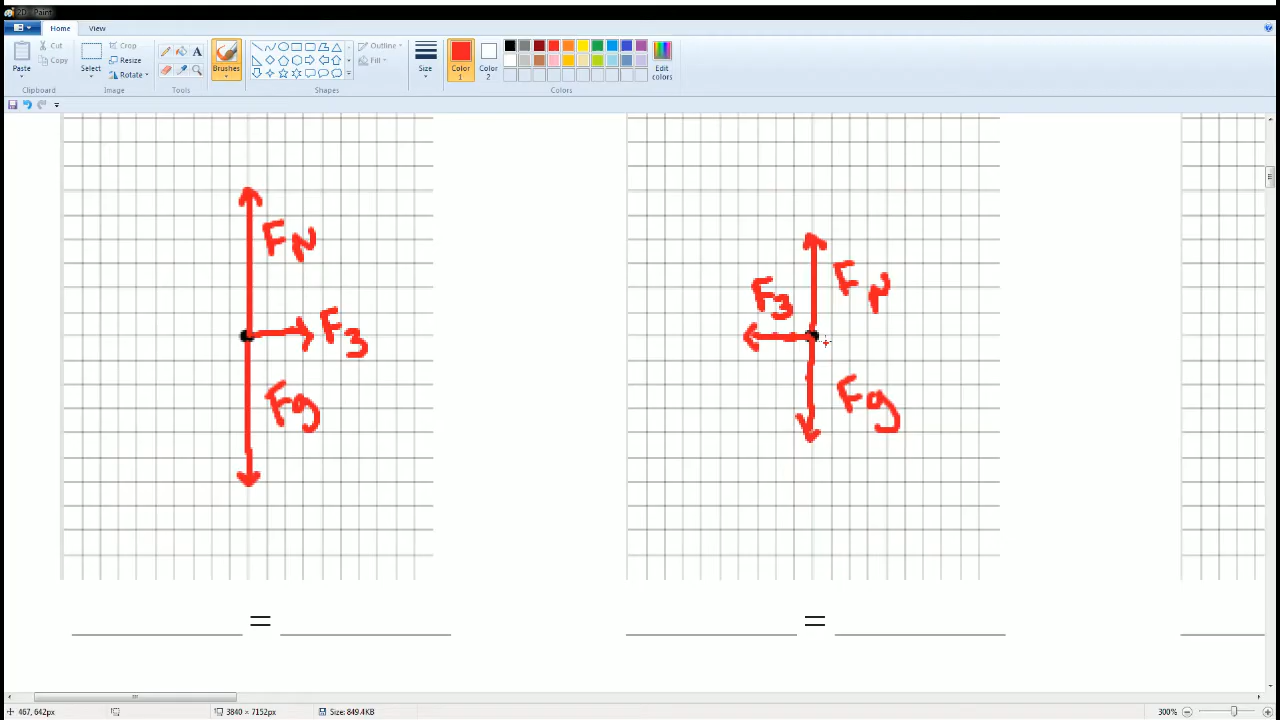 2D - Paint
Home View
Cut
Copy
Paste
Clipboard
Select
Crop
Resize
Rotate
Image
Tools
Brushes
Shapes
Outline
Fill
Size
Color 1
Color 2
Edit colors
Colors
FN
F3
Fg
=
F3
FN
Fg
=
467, 642px
3840 × 7152px
Size: 849.4KB
300%